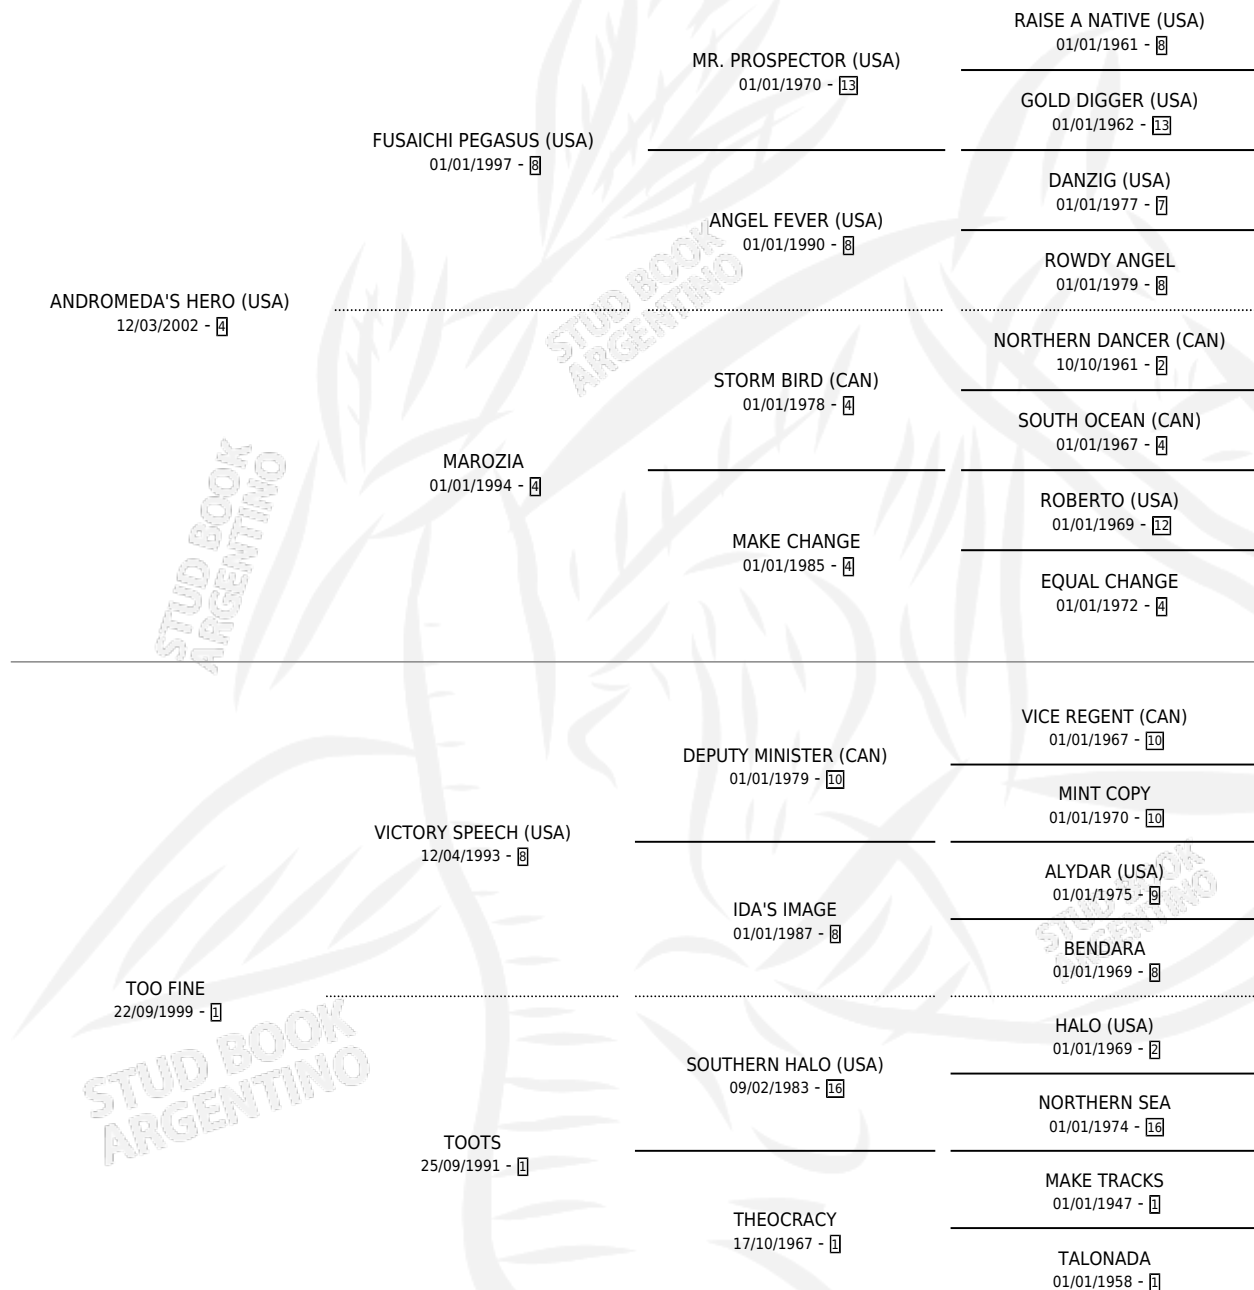 RAISE A NATIVE (USA)
01/01/1961 - 8
MR. PROSPECTOR (USA)
01/01/1970 - 13
GOLD DIGGER (USA)
01/01/1962 - 13
FUSAICHI PEGASUS (USA)
01/01/1997 - 8
DANZIG (USA)
01/01/1977 - 7
ANGEL FEVER (USA)
01/01/1990 - 8
ROWDY ANGEL
01/01/1979 - 8
ANDROMEDA'S HERO (USA)
12/03/2002 - 4
NORTHERN DANCER (CAN)
10/10/1961 - 2
STORM BIRD (CAN)
01/01/1978 - 4
SOUTH OCEAN (CAN)
01/01/1967 - 4
MAROZIA
01/01/1994 - 4
ROBERTO (USA)
01/01/1969 - 12
MAKE CHANGE
01/01/1985 - 4
EQUAL CHANGE
01/01/1972 - 4
VICE REGENT (CAN)
01/01/1967 - 10
DEPUTY MINISTER (CAN)
01/01/1979 - 10
MINT COPY
01/01/1970 - 10
VICTORY SPEECH (USA)
12/04/1993 - 8
ALYDAR (USA)
01/01/1975 - 9
IDA'S IMAGE
01/01/1987 - 8
BENDARA
01/01/1969 - 8
TOO FINE
22/09/1999 - 1
HALO (USA)
01/01/1969 - 2
SOUTHERN HALO (USA)
09/02/1983 - 16
NORTHERN SEA
01/01/1974 - 16
TOOTS
25/09/1991 - 1
MAKE TRACKS
01/01/1947 - 1
THEOCRACY
17/10/1967 - 1
TALONADA
01/01/1958 - 1
STUD BOOK
ARGENTINO
STUD BOOK
ARGENTINO
STUD BOOK
ARGENTINO
STUD BOOK
ARGENTINO